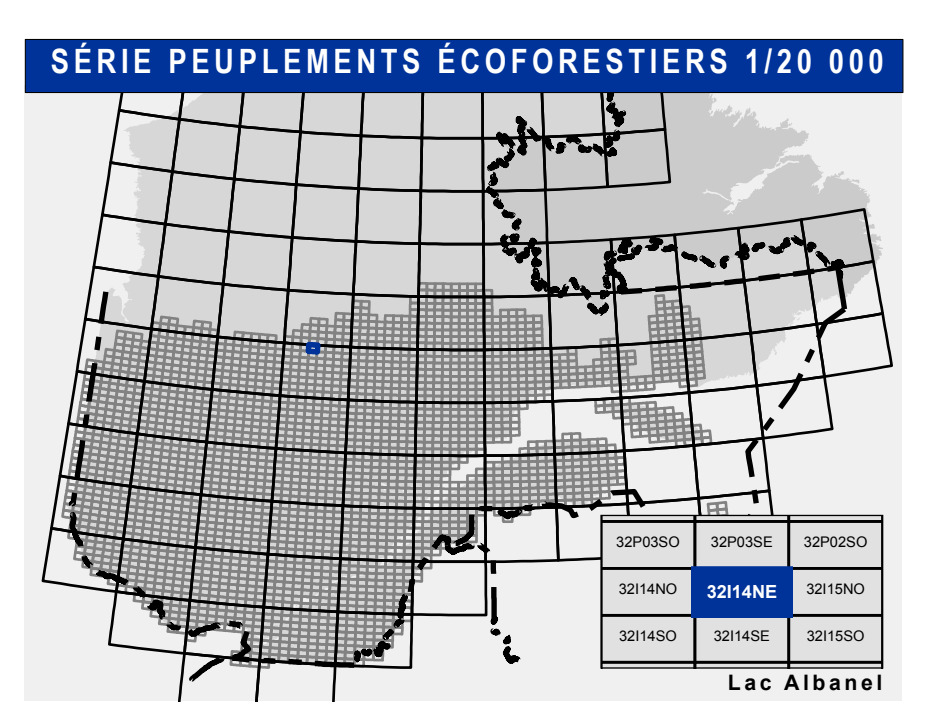 SÉRIE PEUPLEMENTS ÉCOFORESTIERS 1/20 000
32P03SO 32P03SE 32P02SO
32I14NO 32I14NE 32I15NO
32I14SO 32I14SE 32I15SO
Lac Albanel